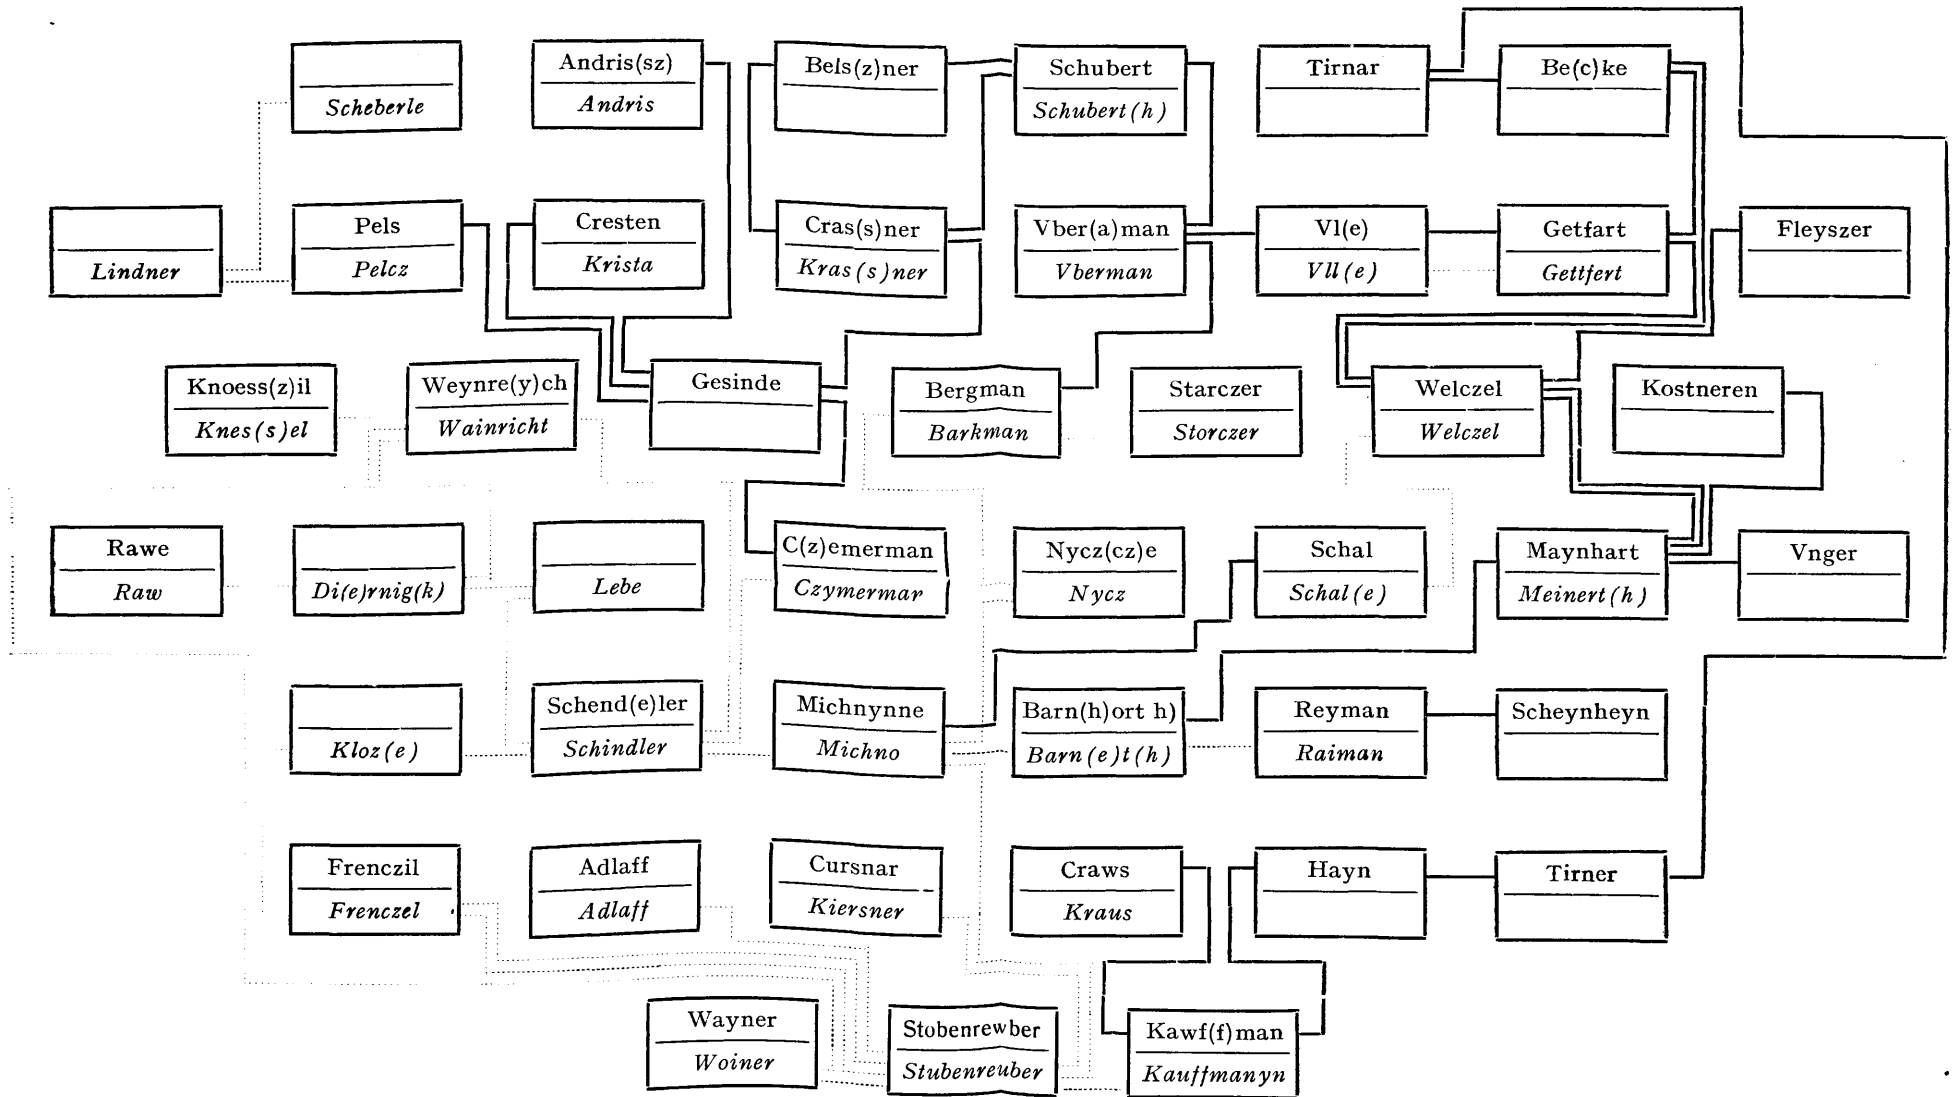 Scheberle
Andris(sz)
Andris
Bels(z)ner
Schubert
Schubert(h)
Tirnar
Be(c)ke
Lindner
Pels
Pelcz
Cresten
Krista
Cras(s)ner
Kras(s)ner
Vber(a)man
Vberman
Vl(e)
Vll(e)
Getfart
Gettfert
Fleyszer
Knoess(z)il
Knes(s)el
Weynre(y)ch
Wainricht
Gesinde
Bergman
Barkman
Starczer
Storczer
Welczel
Welczel
Kostneren
Rawe
Raw
Di(e)rnig(k)
Lebe
C(z)emerman
Czymermar
Nycz(cz)e
Nycz
Schal
Schal(e)
Maynhart
Meinert(h)
Vnger
Kloz(e)
Schend(e)ler
Schindler
Michnynne
Michno
Barn(h)ort h)
Barn(e)t(h)
Reyman
Raiman
Scheynheyn
Frenczil
Frenczel
Adlaff
Adlaff
Cursnar
Kiersner
Craws
Kraus
Hayn
Tirner
Wayner
Woiner
Stobenrewber
Stubenreuber
Kawf(f)man
Kauffmanyn